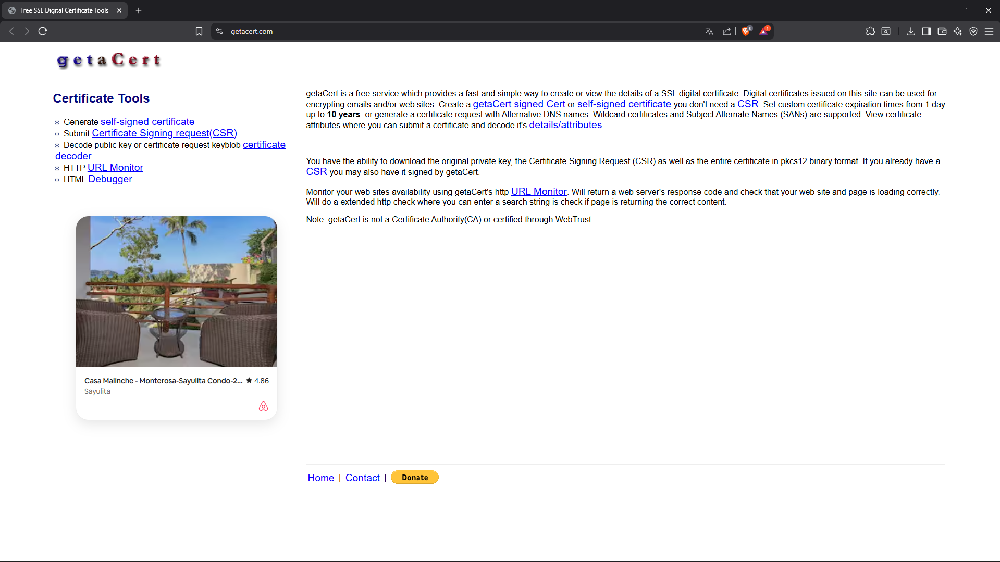 Free SSL Digital Certificate Tools
getacert.com
3
1
getaCert
Certificate Tools
Generate self-signed certificate
Submit Certificate Signing request(CSR)
Decode public key or certificate request keyblob certificate
decoder
HTTP URL Monitor
HTML Debugger
Casa Malinche - Monterosa-Sayulita Condo-2... ★ 4.86
Sayulita
getaCert is a free service which provides a fast and simple way to create or view the details of a SSL digital certificate. Digital certificates issued on this site can be used for
encrypting emails and/or web sites. Create a getaCert signed Cert or self-signed certificate you don't need a CSR. Set custom certificate expiration times from 1 day
up to 10 years. or generate a certificate request with Alternative DNS names. Wildcard certificates and Subject Alternate Names (SANs) are supported. View certificate
attributes where you can submit a certificate and decode it's details/attributes
You have the ability to download the original private key, the Certificate Signing Request (CSR) as well as the entire certificate in pkcs12 binary format. If you already have a
CSR you may also have it signed by getaCert.
Monitor your web sites availability using getaCert's http URL Monitor. Will return a web server's response code and check that your web site and page is loading correctly.
Will do a extended http check where you can enter a search string is check if page is returning the correct content.
Note: getaCert is not a Certificate Authority(CA) or certified through WebTrust.
Home | Contact | Donate